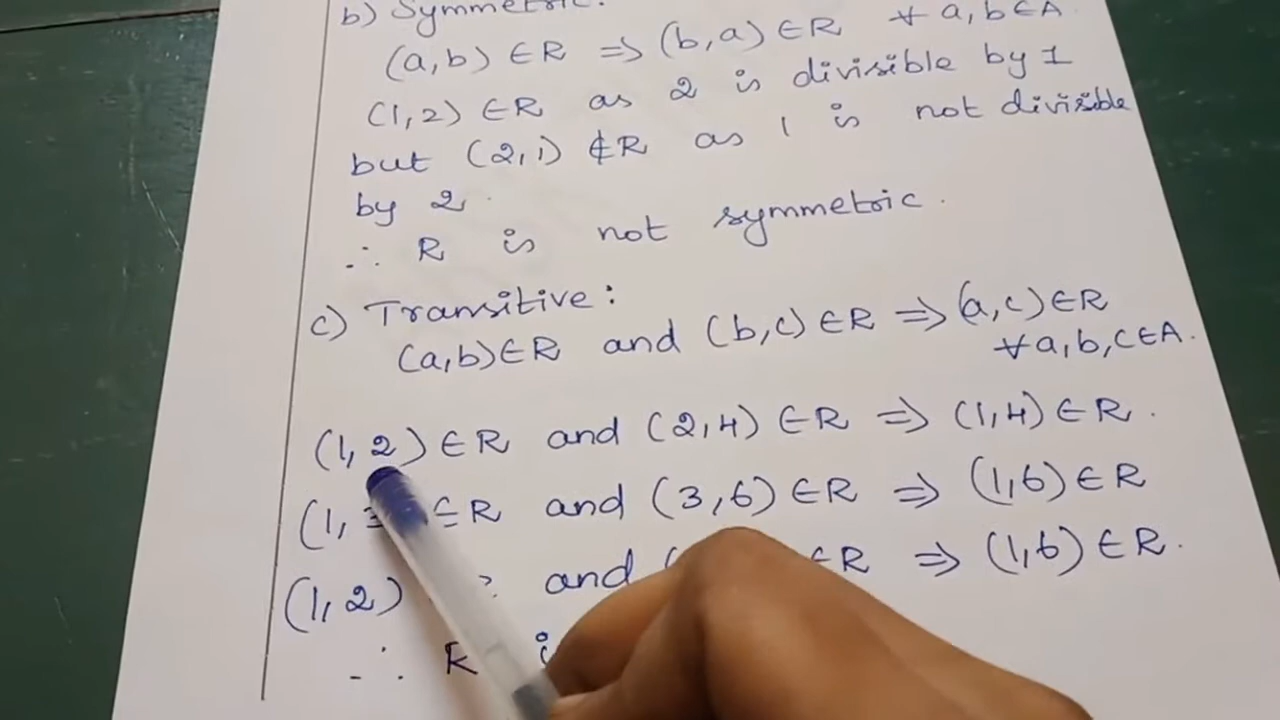 b) Symmetric:
(a,b) ∈R ⇒ (b,a) ∈R ∀ a,b∈A
(1,2) ∈R as 2 is divisible by 1
but (2,1) ∉R as 1 is not divisible
by 2.
∴ R is not symmetric.
c) Transitive:
(a,b)∈R and (b,c) ∈R ⇒ (a,c) ∈R
∀a,b,c∈A.
(1,2) ∈R and (2,4) ∈R ⇒ (1,4) ∈R.
(1, ∈R and (3,6) ∈R ⇒ (1,6) ∈R
(1,2) and ∈R ⇒ (1,6) ∈R.
∴ R